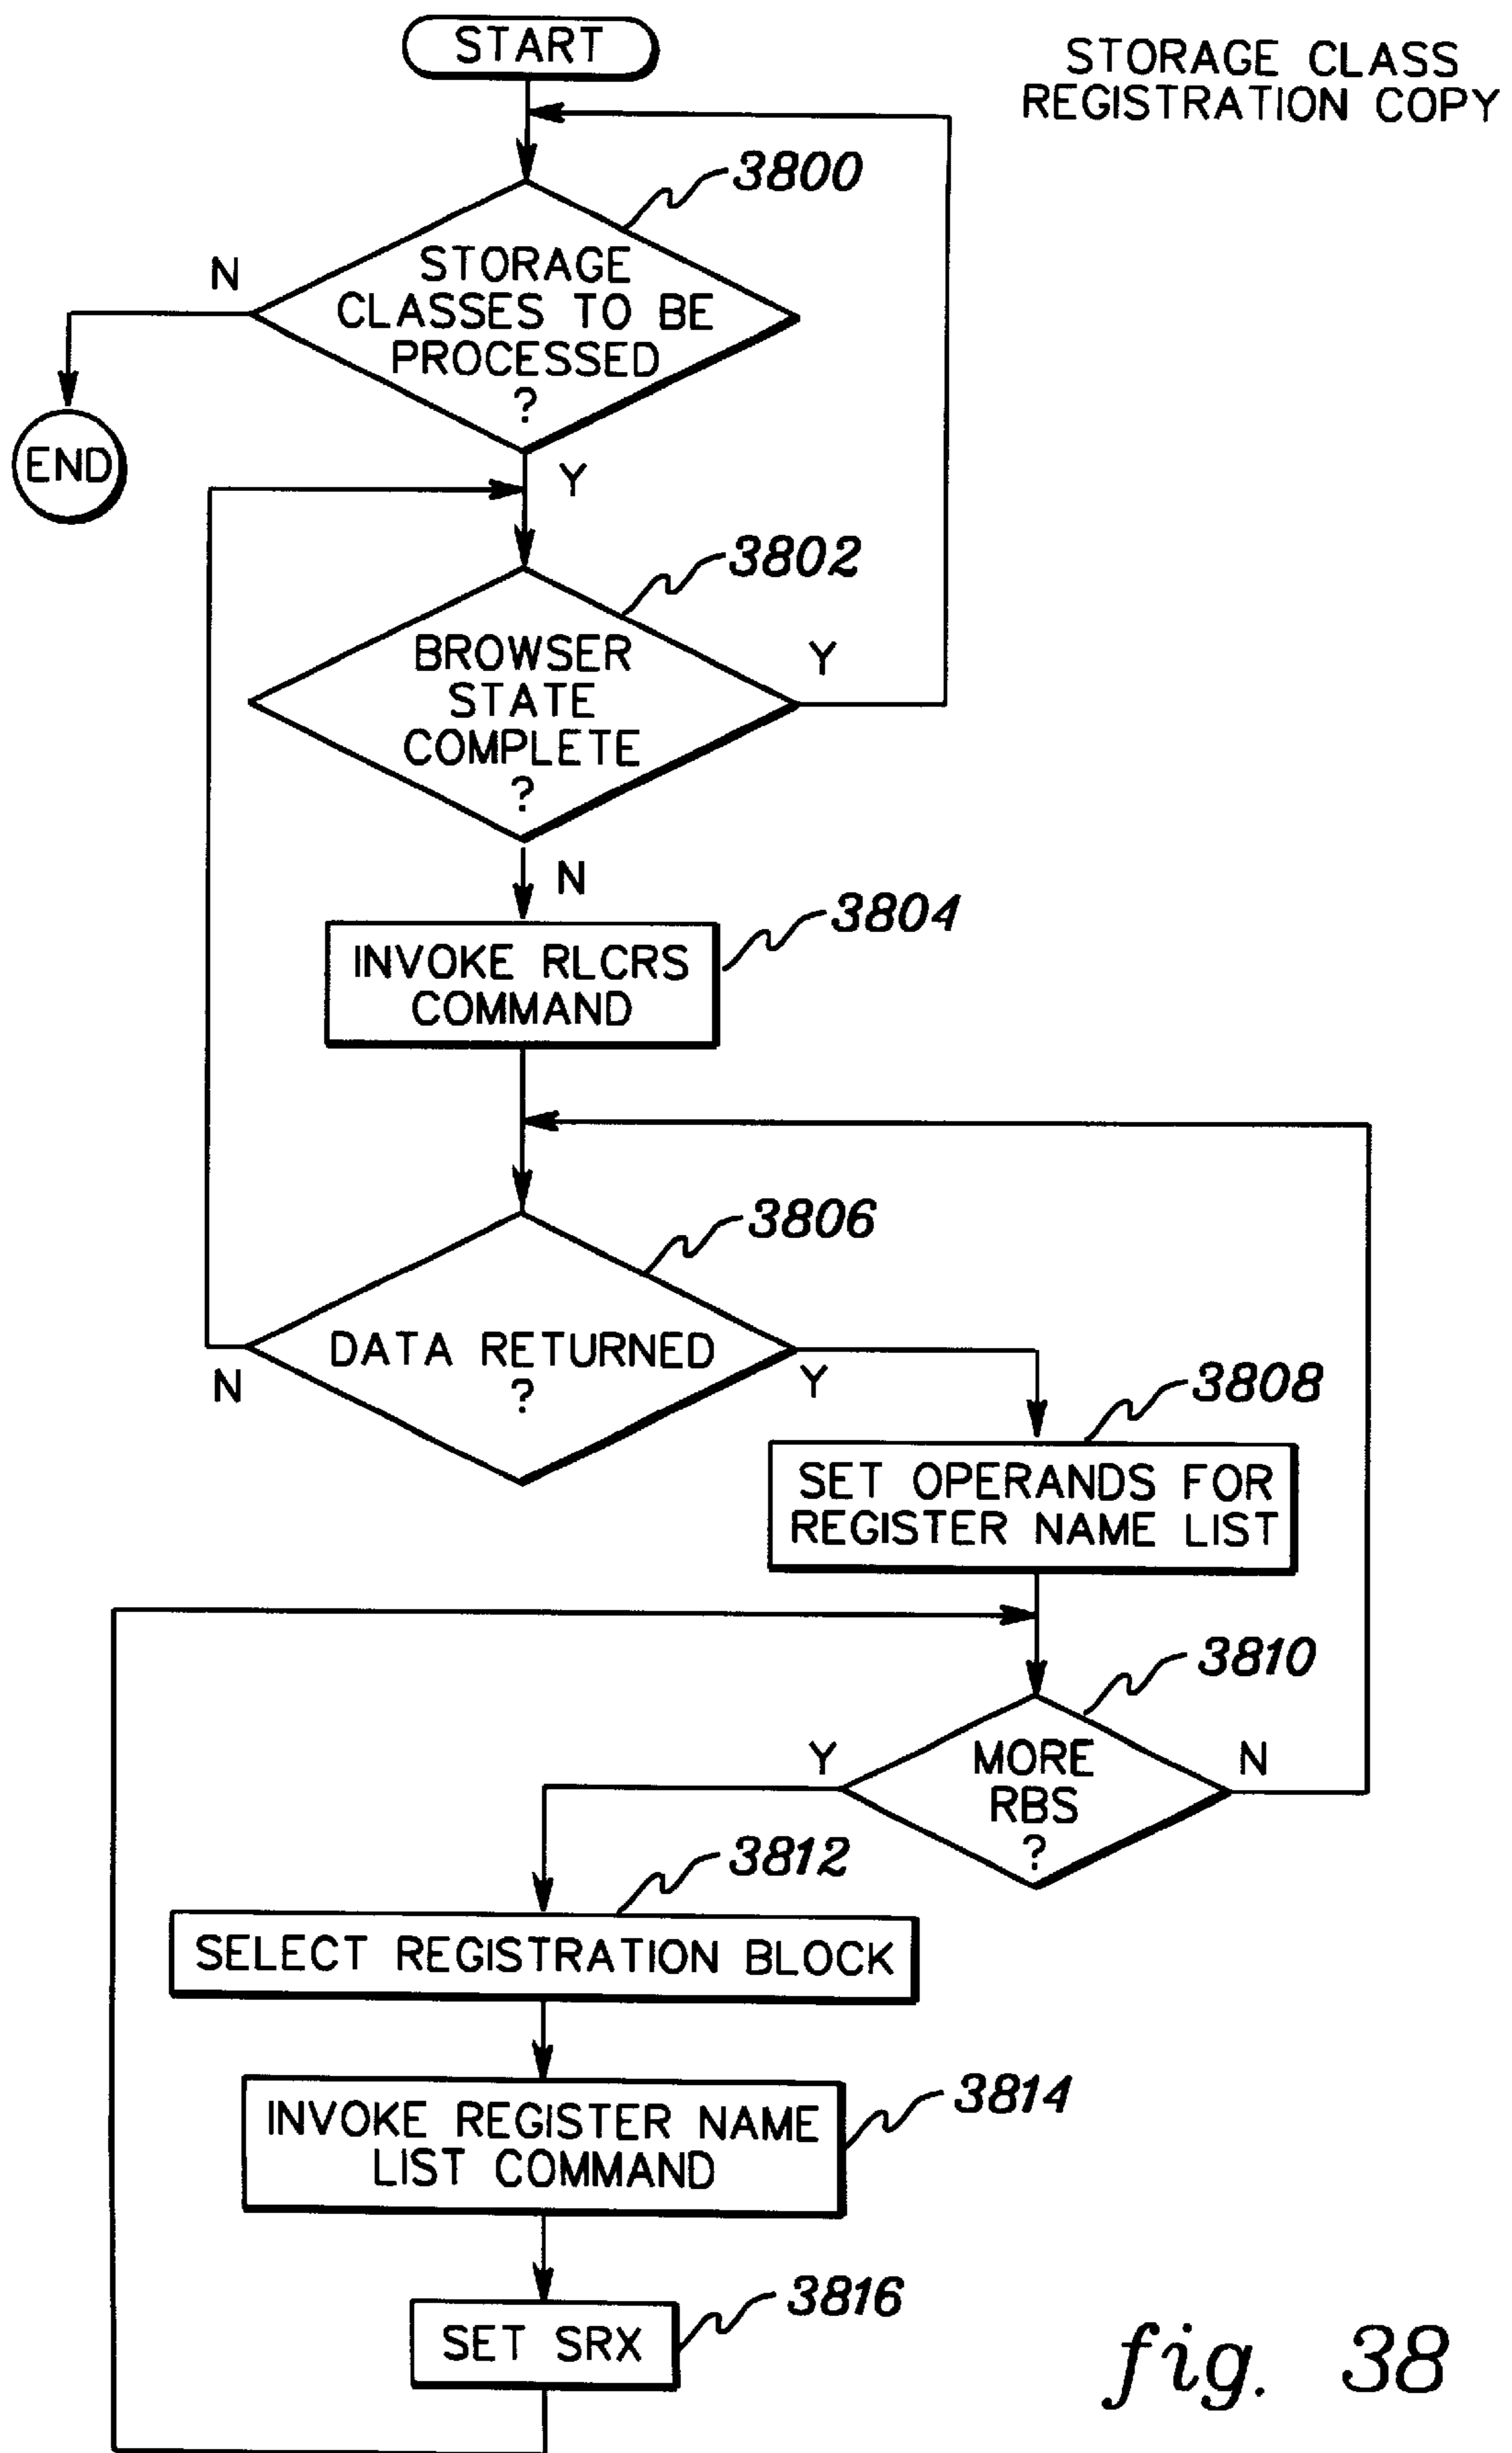 START
STORAGE CLASS
REGISTRATION COPY
3800
STORAGE
CLASSES TO BE
PROCESSED
?
N
END
Y
3802
BROWSER
STATE
COMPLETE
?
Y
N
3804
INVOKE RLCRS
COMMAND
3806
DATA RETURNED
?
N
Y
3808
SET OPERANDS FOR
REGISTER NAME LIST
3810
MORE
RBS
?
Y
N
3812
SELECT REGISTRATION BLOCK
3814
INVOKE REGISTER NAME
LIST COMMAND
3816
SET SRX
fig. 38